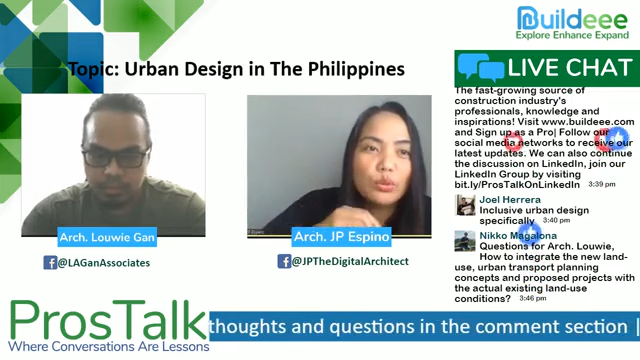 Buildeee
Explore Enhance Expand
Topic: Urban Design in The Philippines
LIVE CHAT
The fast-growing source of
construction industry's
professionals, knowledge and
inspirations! Visit www.buildeee.com
and Sign up as a Pro| Follow our
social media networks to receive our
latest updates. We can also continue
the discussion on LinkedIn, join our
LinkedIn Group by visiting
bit.ly/ProsTalkOnLinkedIn 3:39 pm
Joel Herrera
Inclusive urban design
specifically 3:40 pm
Nikko Magalona
Questions for Arch. Louwie,
How to integrate the new land-
use, urban transport planning
concepts and proposed projects with
the actual existing land-use
conditions? 3:46 pm
Arch. Louwie Gan
@LAGanAssociates
Arch. JP Espino
@JPTheDigitalArchitect
ProsTalk
Where Conversations Are Lessons
thoughts and questions in the comment section |